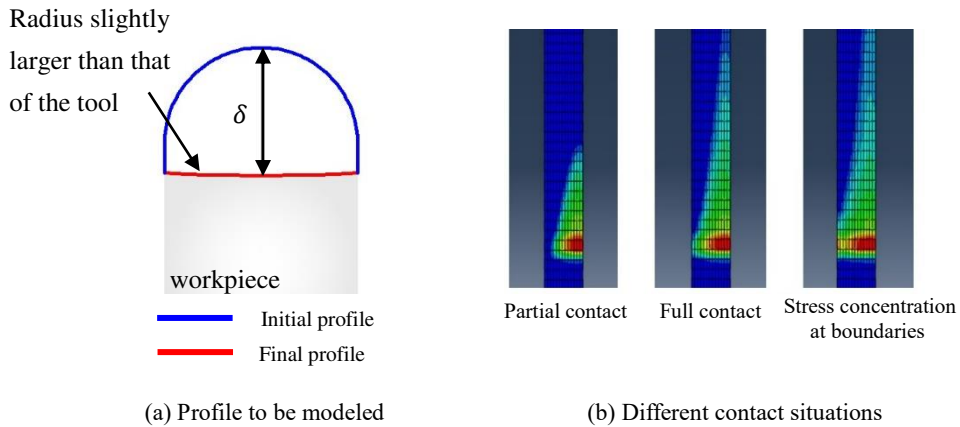 Radius slightly
larger than that
of the tool
δ
workpiece
Initial profile
Final profile
(a) Profile to be modeled
Partial contact
Full contact
Stress concentration
at boundaries
(b) Different contact situations